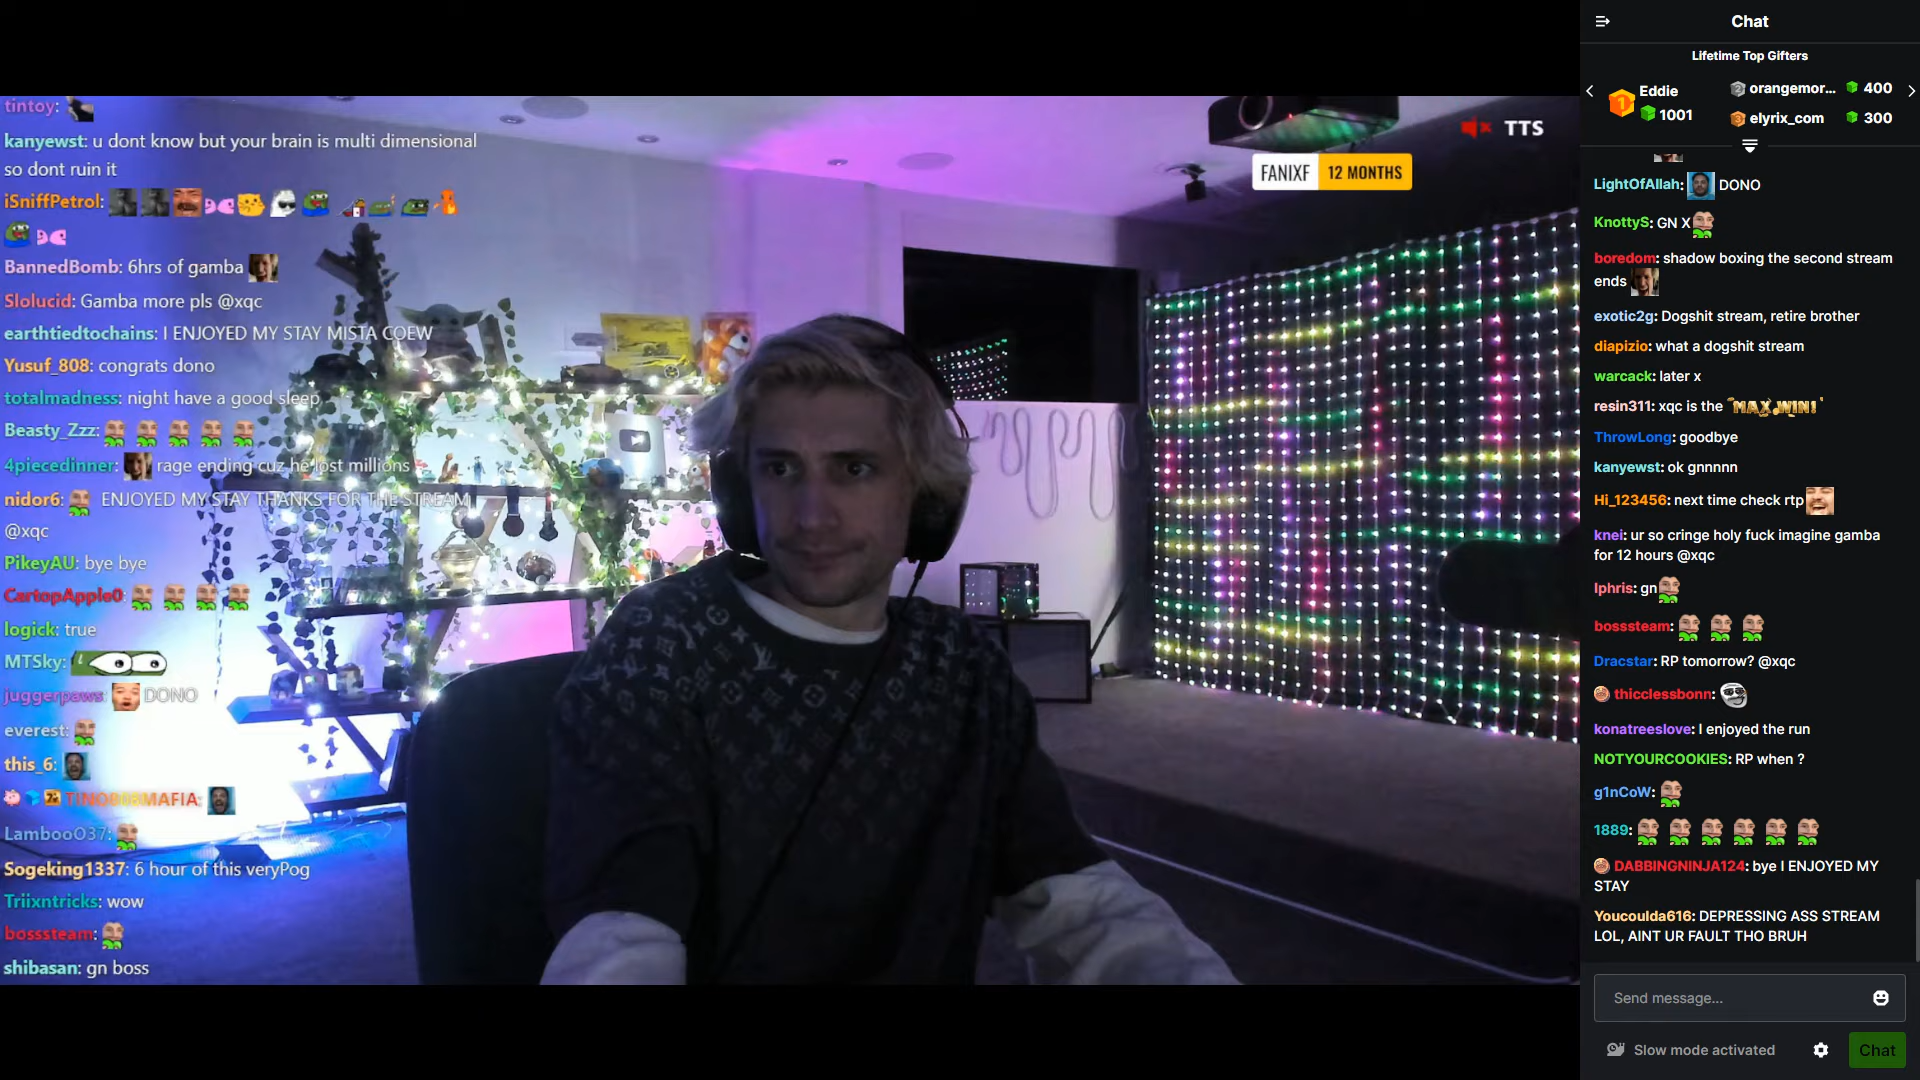 tintoy:
kanyewst: u dont know but your brain is multi dimensional
so dont ruin it
iSniffPetrol:
BannedBomb: 6hrs of gamba
Slolucid: Gamba more pls @xqc
earthtiedtochains: I ENJOYED MY STAY MISTA COEW
Yusuf_808: congrats dono
totalmadness: night have a good sleep
Beasty_Zzz:
4piecedinner: rage ending cuz he lost millions
nidor6: ENJOYED MY STAY THANKS FOR THE STREAM
@xqc
PikeyAU: bye bye
CartopApple0:
logick: true
MTSky:
juggerpaws: DONO
everest:
this_6:
LambooO37:
Sogeking1337: 6 hour of this veryPog
Triixntricks: wow
bosssteam:
shibasan: gn boss
TTS
FANIXF 12 MONTHS
Chat
Lifetime Top Gifters
1 Eddie
1001
2 orangemor... 400
3 elyrix_com 300
LightOfAllah: DONO
KnottyS: GN X
boredom: shadow boxing the second stream
ends
exotic2g: Dogshit stream, retire brother
diapizio: what a dogshit stream
warcack: later x
resin311: xqc is the MAX WIN!
ThrowLong: goodbye
kanyewst: ok gnnnnn
Hi_123456: next time check rtp
knei: ur so cringe holy fuck imagine gamba
for 12 hours @xqc
Iphris: gn
bosssteam:
Dracstar: RP tomorrow? @xqc
thicclessbonn:
konatreeslove: I enjoyed the run
NOTYOURCOOKIES: RP when ?
g1nCoW:
1889:
DABBINGNINJA124: bye I ENJOYED MY
STAY
Youcoulda616: DEPRESSING ASS STREAM
LOL, AINT UR FAULT THO BRUH
Send message...
Slow mode activated
Chat